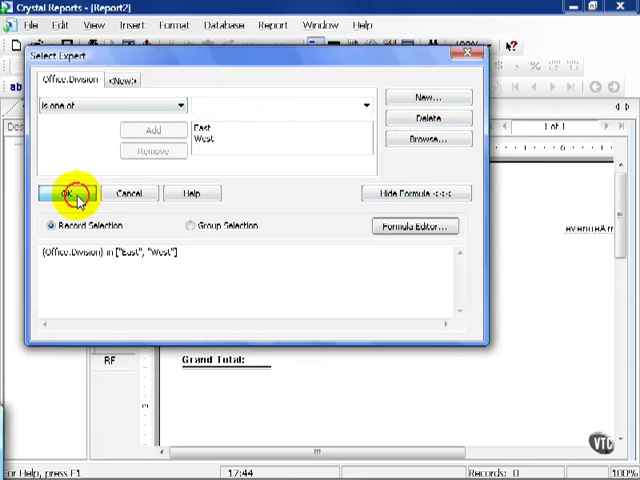 Crystal Reports - [Report2]
File Edit View Insert Format Database Report Window Help
Select Expert
Office.Division <New>
is one of
New...
Add
East
Delete
West
Remove
Browse...
OK Cancel Help Hide Formula <<<
Record Selection Group Selection Formula Editor...
{Office.Division} in ["East", "West"]
1 of 1
RF
Grand Total:
VTC
For Help, press F1 17:44 Records: 0 100%